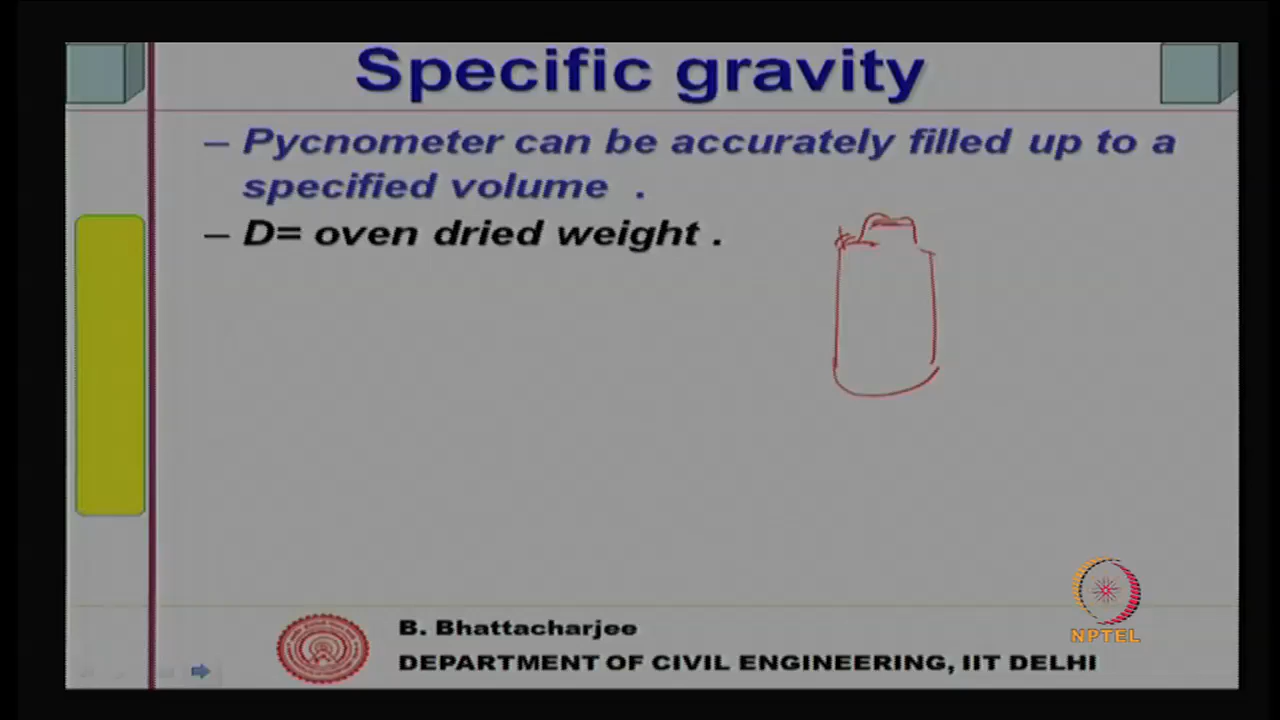 Specific gravity
– Pycnometer can be accurately filled up to a
specified volume .
– D= oven dried weight .
NPTEL
B. Bhattacharjee
DEPARTMENT OF CIVIL ENGINEERING, IIT DELHI